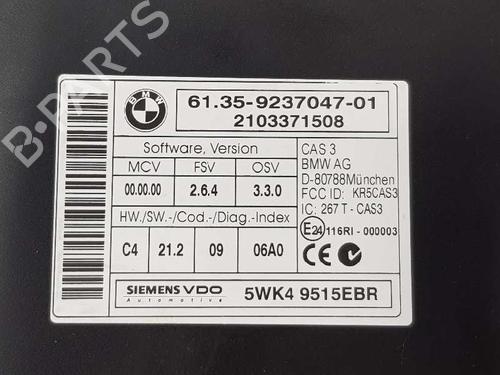 BMW
61.35-9237047-01
2103371508
Software, Version
MCV FSV OSV
00.00.00 2.6.4 3.3.0
HW./SW.-/Cod.-/Diag.-Index
C4 21.2 09 06A0
CAS 3
BMW AG
D-80788München
FCC ID: KR5CAS3
IC: 267 T - CAS3
E24 116RI - 000003
SIEMENS VDO
Automotive
5WK4 9515EBR
B-PARTS